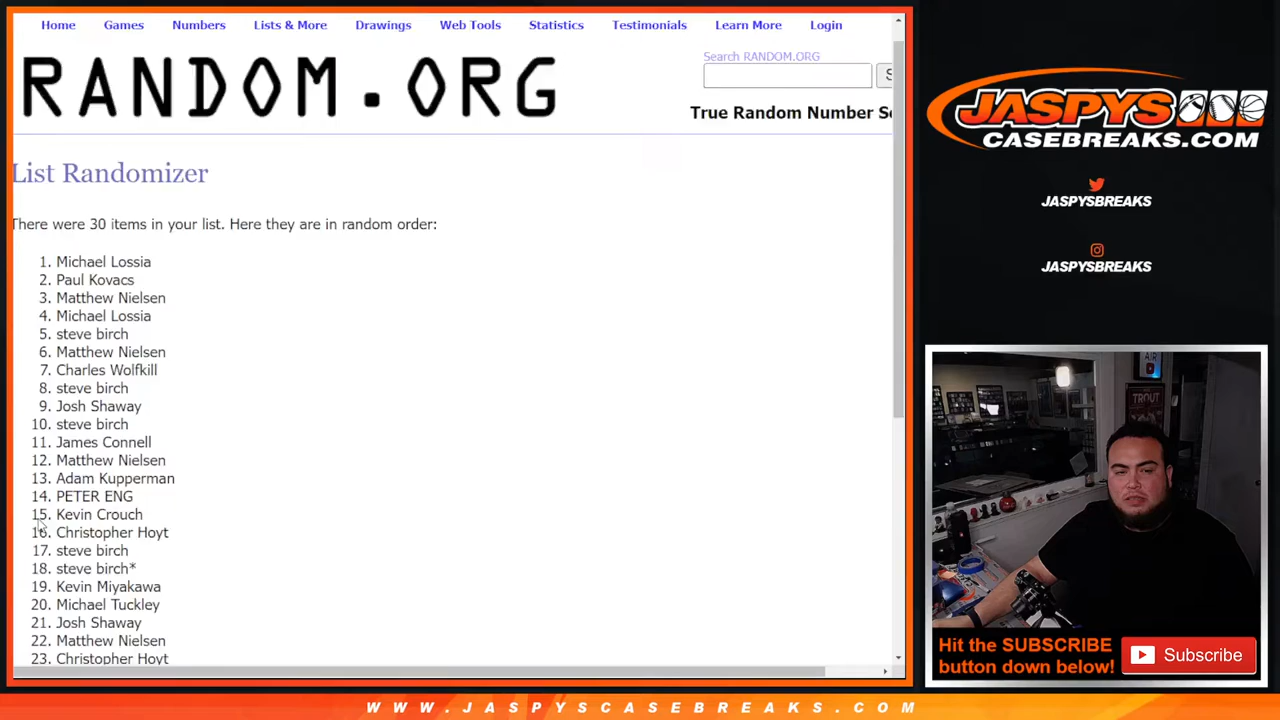 Home Games Numbers Lists & More Drawings Web Tools Statistics Testimonials Learn More Login
RANDOM.ORG
Search RANDOM.ORG
S
True Random Number Se
List Randomizer
There were 30 items in your list. Here they are in random order:
1. Michael Lossia
2. Paul Kovacs
3. Matthew Nielsen
4. Michael Lossia
5. steve birch
6. Matthew Nielsen
7. Charles Wolfkill
8. steve birch
9. Josh Shaway
10. steve birch
11. James Connell
12. Matthew Nielsen
13. Adam Kupperman
14. PETER ENG
15. Kevin Crouch
16. Christopher Hoyt
17. steve birch
18. steve birch*
19. Kevin Miyakawa
20. Michael Tuckley
21. Josh Shaway
22. Matthew Nielsen
23. Christopher Hoyt
JASPYS
CASEBREAKS.COM
JASPYSBREAKS
JASPYSBREAKS
AIR
TROUT
Hit the SUBSCRIBE
button down below!
Subscribe
WWW.JASPYSCASEBREAKS.COM